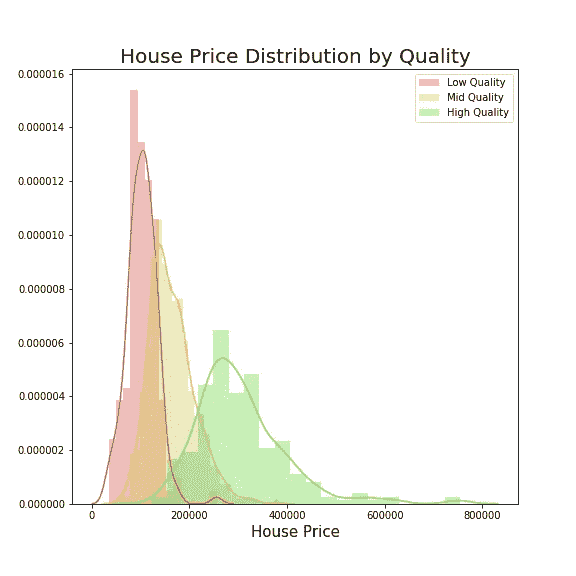 House Price Distribution by Quality
0.000016
0.000014
0.000012
0.000010
0.000008
0.000006
0.000004
0.000002
0.000000
Low Quality
Mid Quality
High Quality
0 200000 400000 600000 800000
House Price